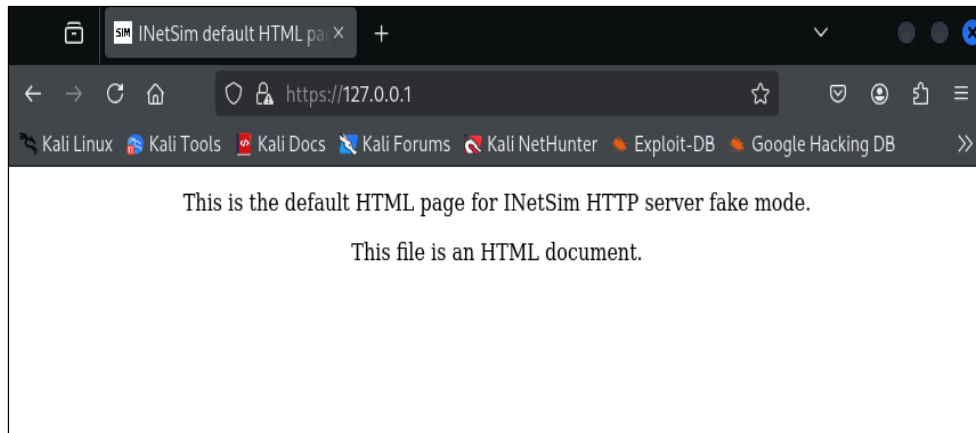 SIM INetSim default HTML pa
https://127.0.0.1
Kali Linux Kali Tools Kali Docs Kali Forums Kali NetHunter Exploit-DB Google Hacking DB
This is the default HTML page for INetSim HTTP server fake mode.
This file is an HTML document.